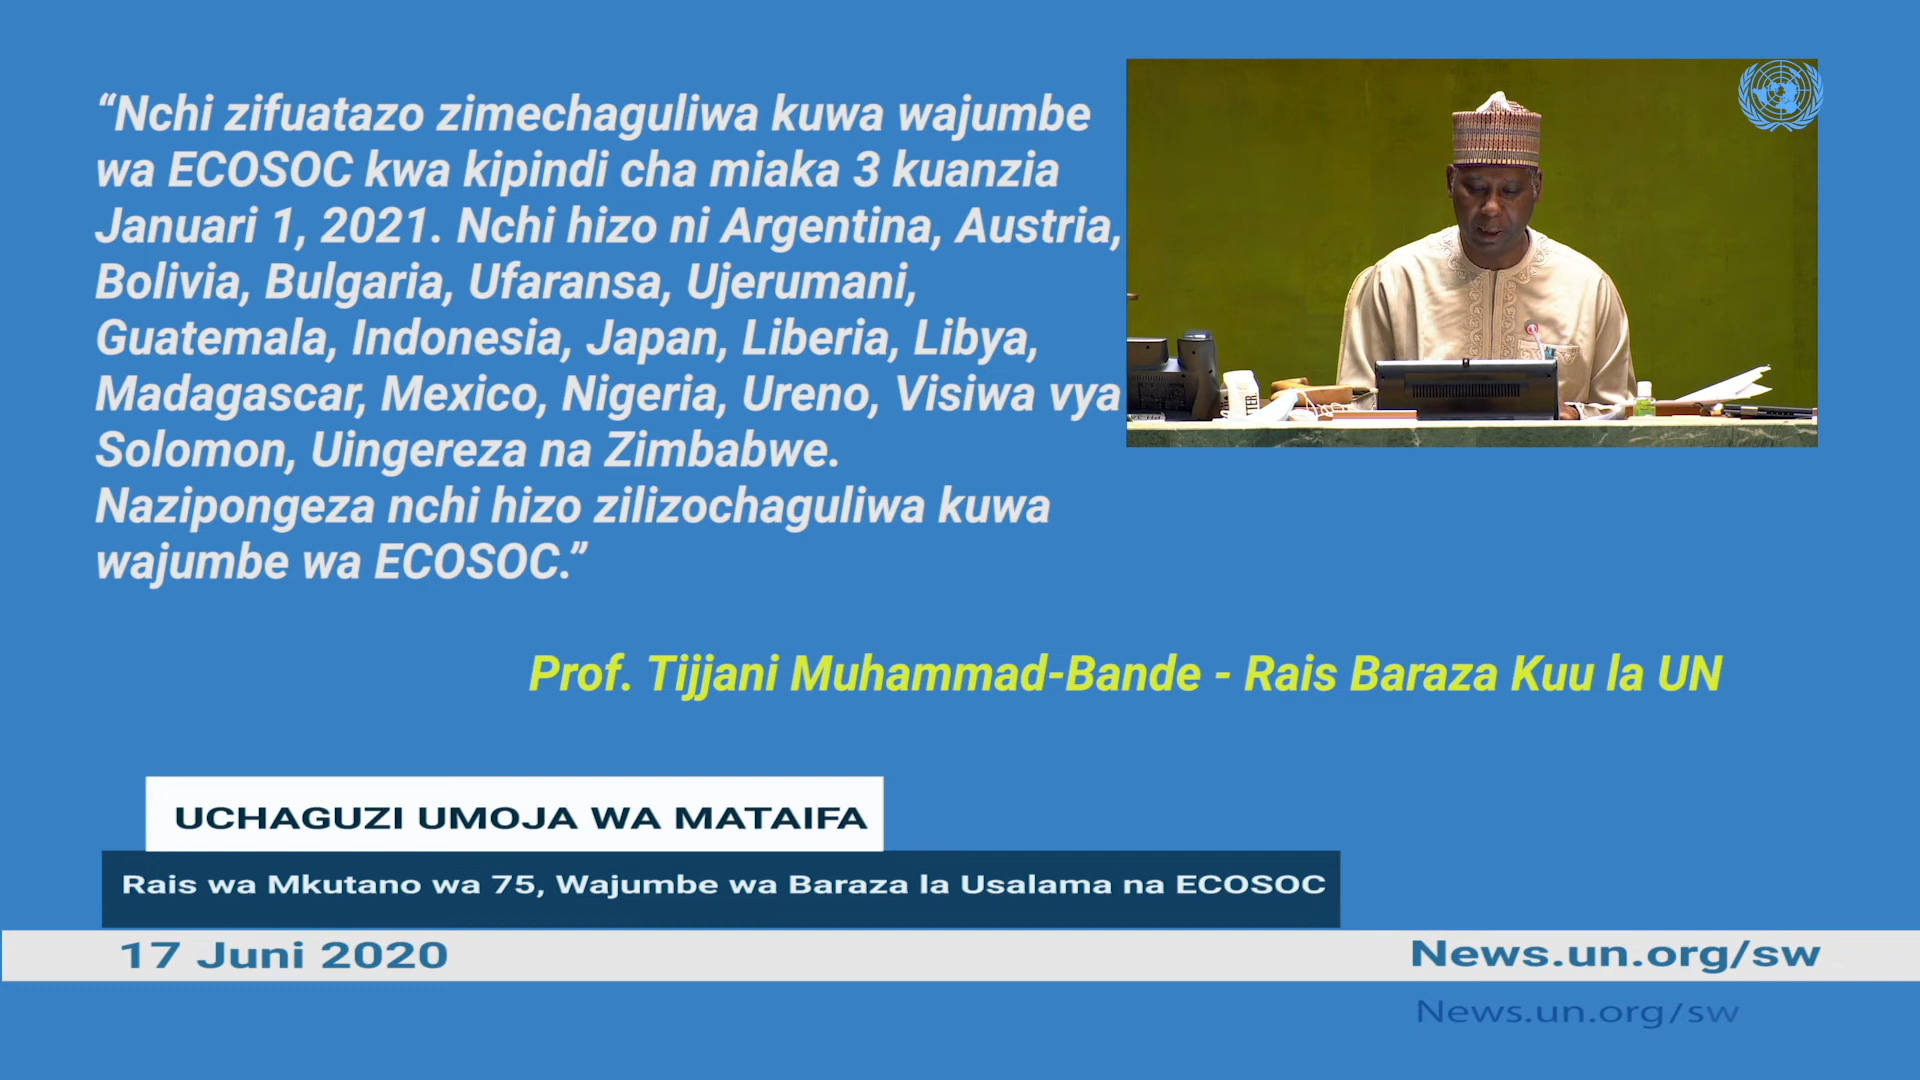 “Nchi zifuatazo zimechaguliwa kuwa wajumbe
wa ECOSOC kwa kipindi cha miaka 3 kuanzia
Januari 1, 2021. Nchi hizo ni Argentina, Austria,
Bolivia, Bulgaria, Ufaransa, Ujerumani,
Guatemala, Indonesia, Japan, Liberia, Libya,
Madagascar, Mexico, Nigeria, Ureno, Visiwa vya
Solomon, Uingereza na Zimbabwe.
Nazipongeza nchi hizo zilizochaguliwa kuwa
wajumbe wa ECOSOC.”
Prof. Tijjani Muhammad-Bande - Rais Baraza Kuu la UN
UCHAGUZI UMOJA WA MATAIFA
Rais wa Mkutano wa 75, Wajumbe wa Baraza la Usalama na ECOSOC
17 Juni 2020
News.un.org/sw
News.un.org/sw